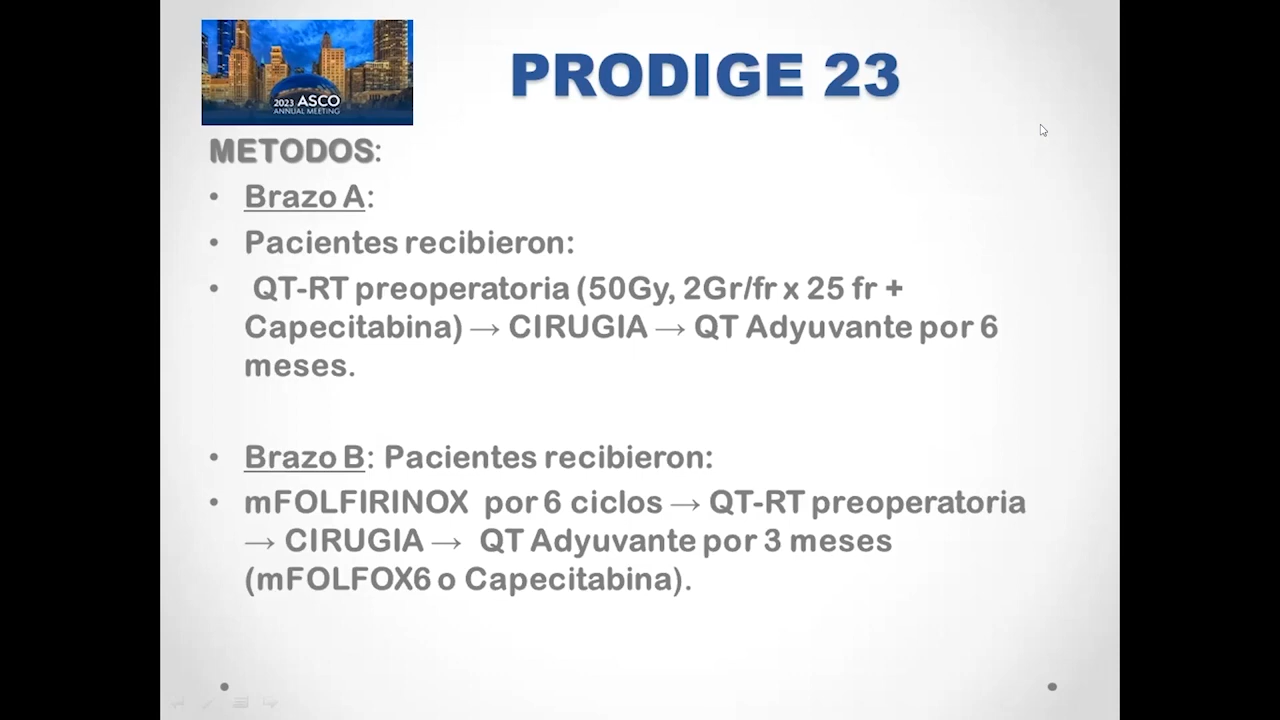 2023 ASCO
ANNUAL MEETING
PRODIGE 23
METODOS:
• Brazo A:
• Pacientes recibieron:
• QT-RT preoperatoria (50Gy, 2Gr/fr x 25 fr +
Capecitabina) → CIRUGIA → QT Adyuvante por 6
meses.
• Brazo B: Pacientes recibieron:
• mFOLFIRINOX por 6 ciclos → QT-RT preoperatoria
→ CIRUGIA → QT Adyuvante por 3 meses
(mFOLFOX6 o Capecitabina).